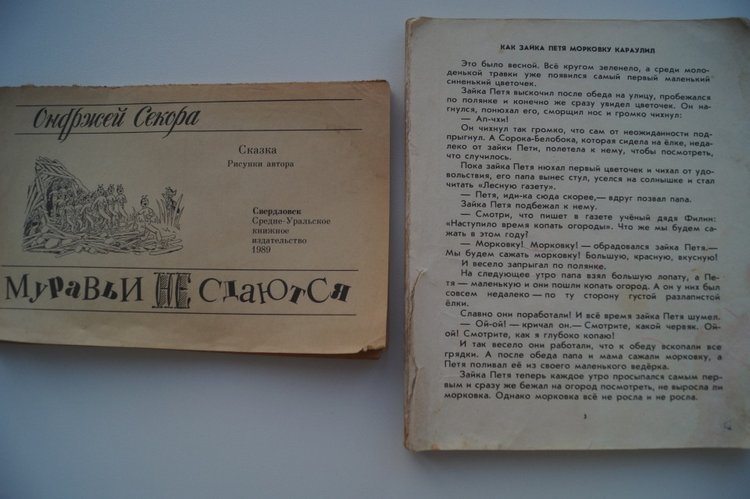 Ондржей Секора
Сказка
Рисунки автора
Свердловск
Средне-Уральское
книжное
издательство
1989
Муравьи НЕ сдаются
КАК ЗАЙКА ПЕТЯ МОРКОВКУ КАРАУЛИЛ
Это было весной. Всё кругом зеленело, а среди моло-
денькой травки уже появился самый первый маленький
синенький цветочек.
Зайка Петя выскочил после обеда на улицу, пробежался
по полянке и конечно же сразу увидел цветочек. Он на-
гнулся, понюхал его, сморщил нос и громко чихнул:
— Ап-чхи!
Он чихнул так громко, что сам от неожиданности под-
прыгнул. А Сорока-Белобока, которая сидела на ёлке, неда-
леко от зайки Пети, полетела к нему, чтобы посмотреть,
что случилось.
Пока зайка Петя нюхал первый цветочек и чихал от удо-
вольствия, его папа вынес стул, уселся на солнышке и стал
читать «Лесную газету».
— Петя, иди-ка сюда скорее,— вдруг позвал папа.
Зайка Петя подбежал к нему.
— Смотри, что пишет в газете учёный дядя Филин:
«Наступило время копать огороды». Что же мы будем са-
жать в этом году?
— Морковку! Морковку! — обрадовался зайка Петя.—
Мы будем сажать морковку! Большую, красную, вкусную!
И весело запрыгал по полянке.
На следующее утро папа взял большую лопату, а Пе-
тя — маленькую и они пошли копать огород. А он у них был
совсем недалеко — по ту сторону густой разлапистой
ёлки.
Славно они поработали! И всё время зайка Петя шумел.
— Ой-ой! — кричал он.— Смотрите, какой червяк. Ой-
ой! Смотрите, как я глубоко копаю!
И так весело они работали, что к обеду вскопали все
грядки. А после обеда папа и мама сажали морковку, а
Петя поливал её из своего маленького ведёрка.
Зайка Петя теперь каждое утро просыпался самым пер-
вым и сразу же бежал на огород посмотреть, не выросла ли
морковка. Однако морковка всё не росла и не росла.
3